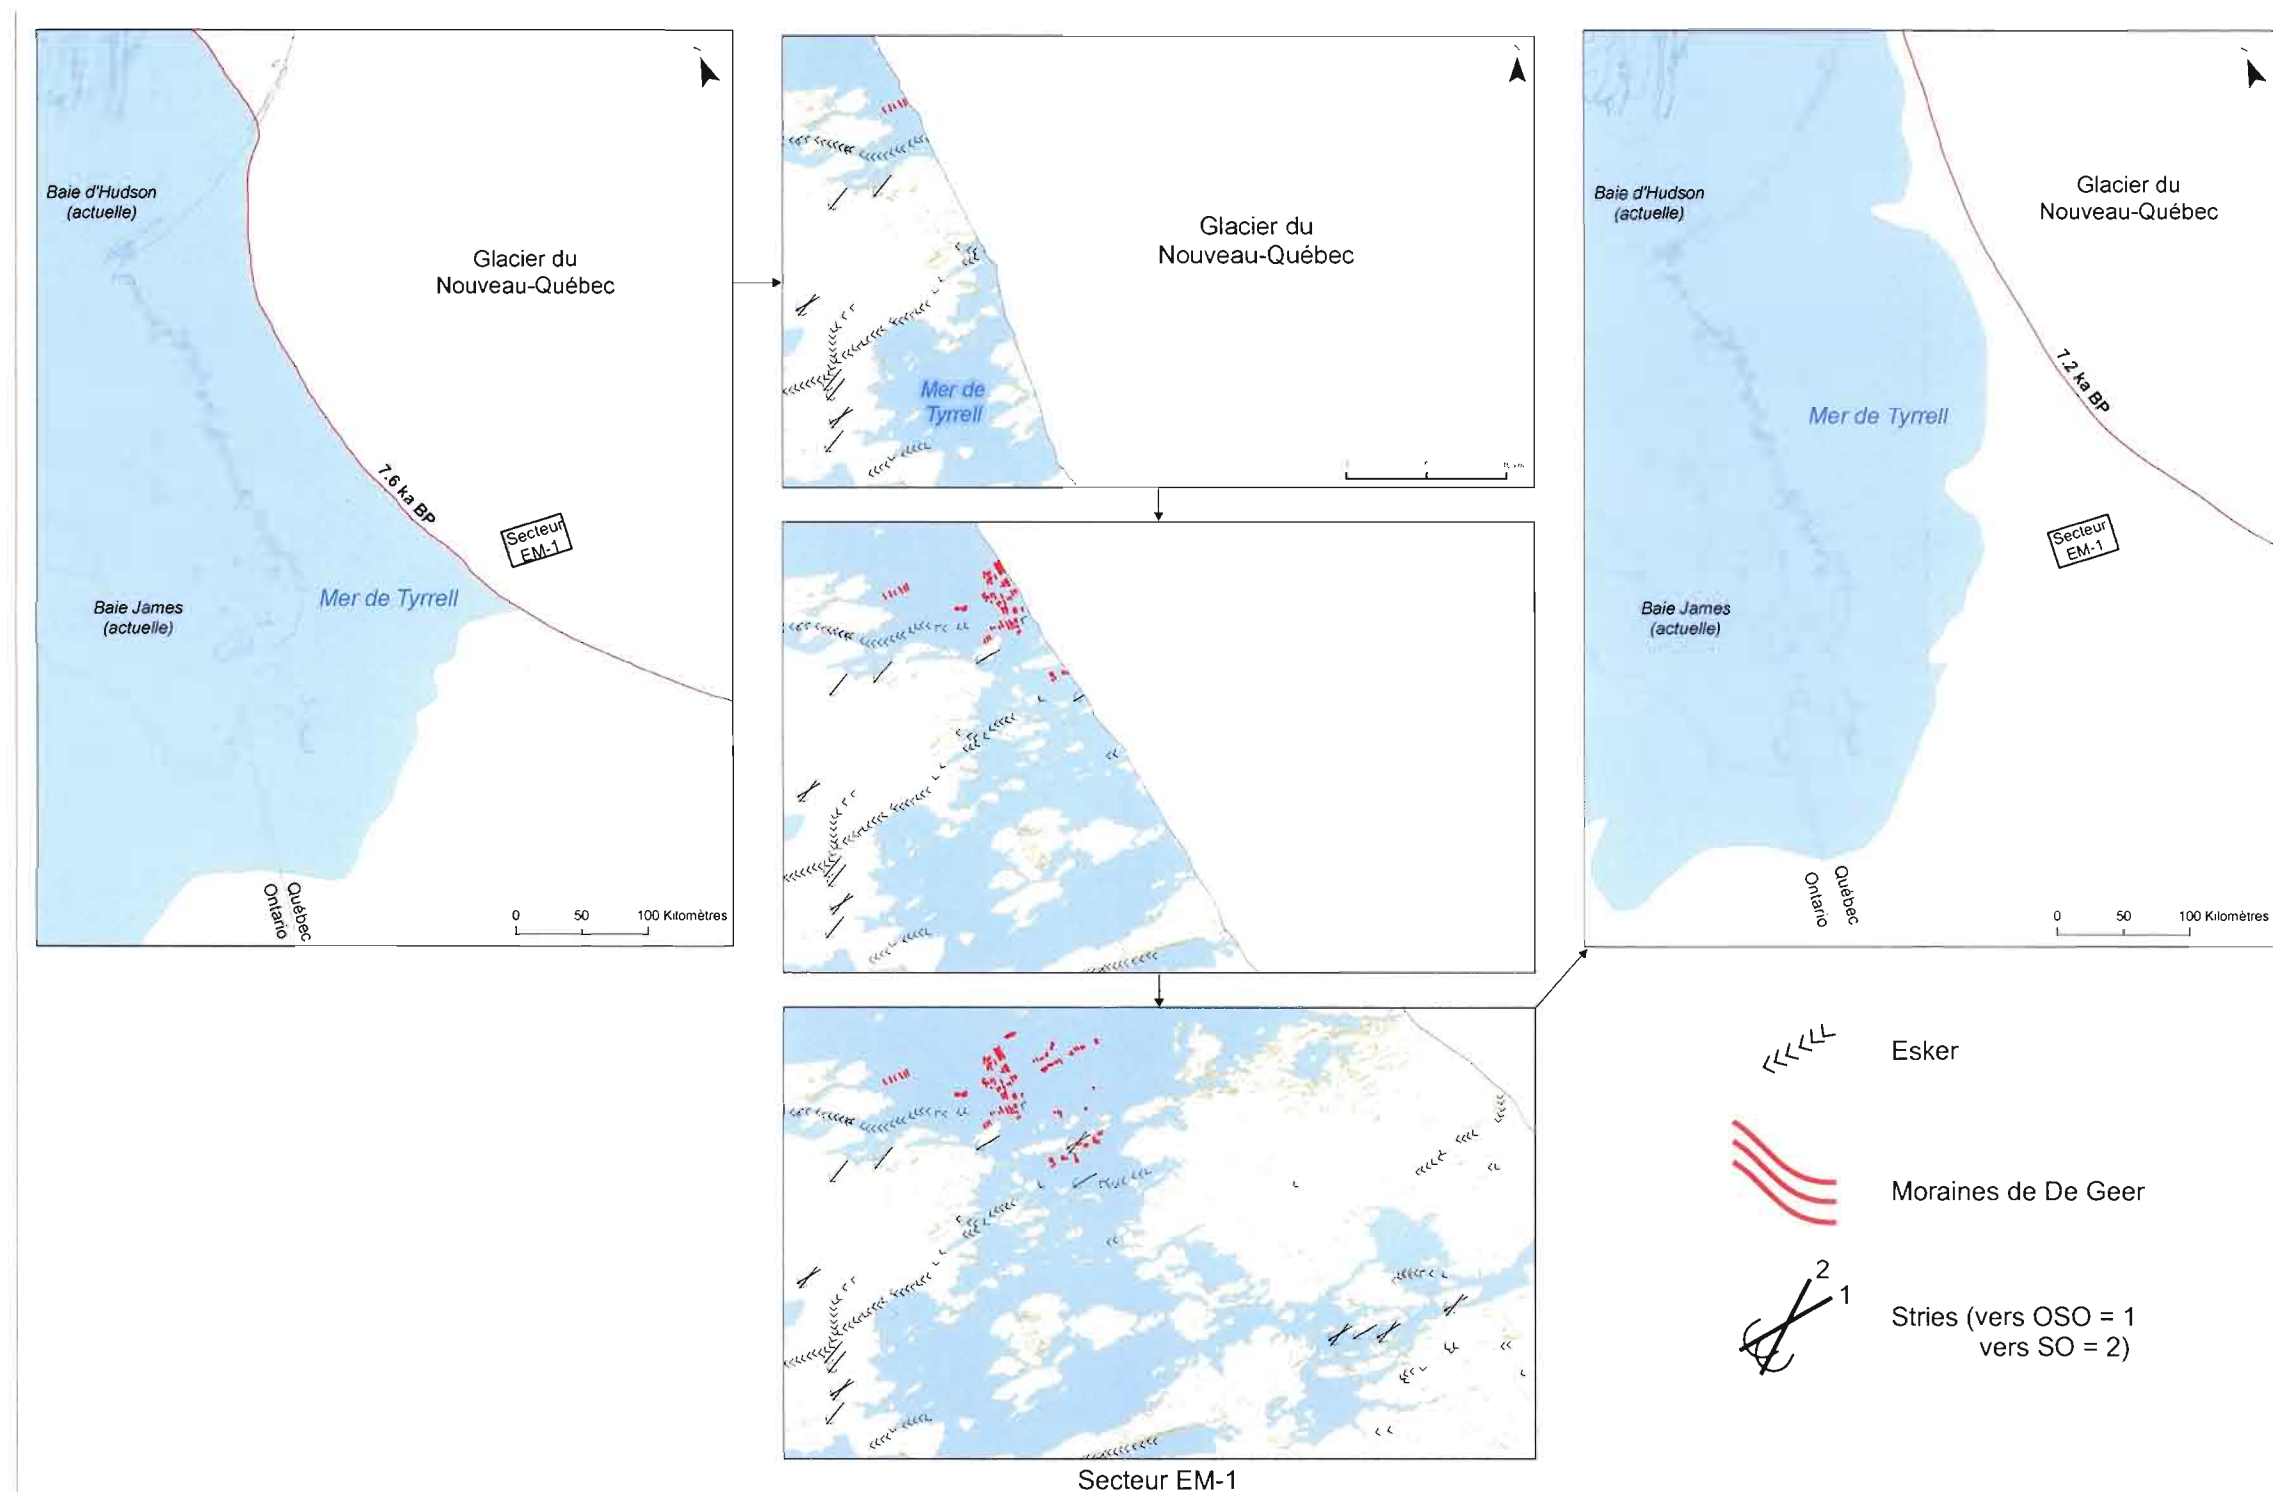 Baie d'Hudson
(actuelle)
Glacier du
Nouveau-Québec
7.6 ka BP
Secteur
EM-1
Mer de Tyrrell
Baie James
(actuelle)
Ontario
Québec
0 50 100 Kilomètres
Glacier du
Nouveau-Québec
Mer de
Tyrrell
Secteur EM-1
Baie d'Hudson
(actuelle)
Glacier du
Nouveau-Québec
7.2 ka BP
Mer de Tyrrell
Secteur
EM-1
Baie James
(actuelle)
Ontario
Québec
0 50 100 Kilomètres
Esker
Moraines de De Geer
2
1
Stries (vers OSO = 1
vers SO = 2)